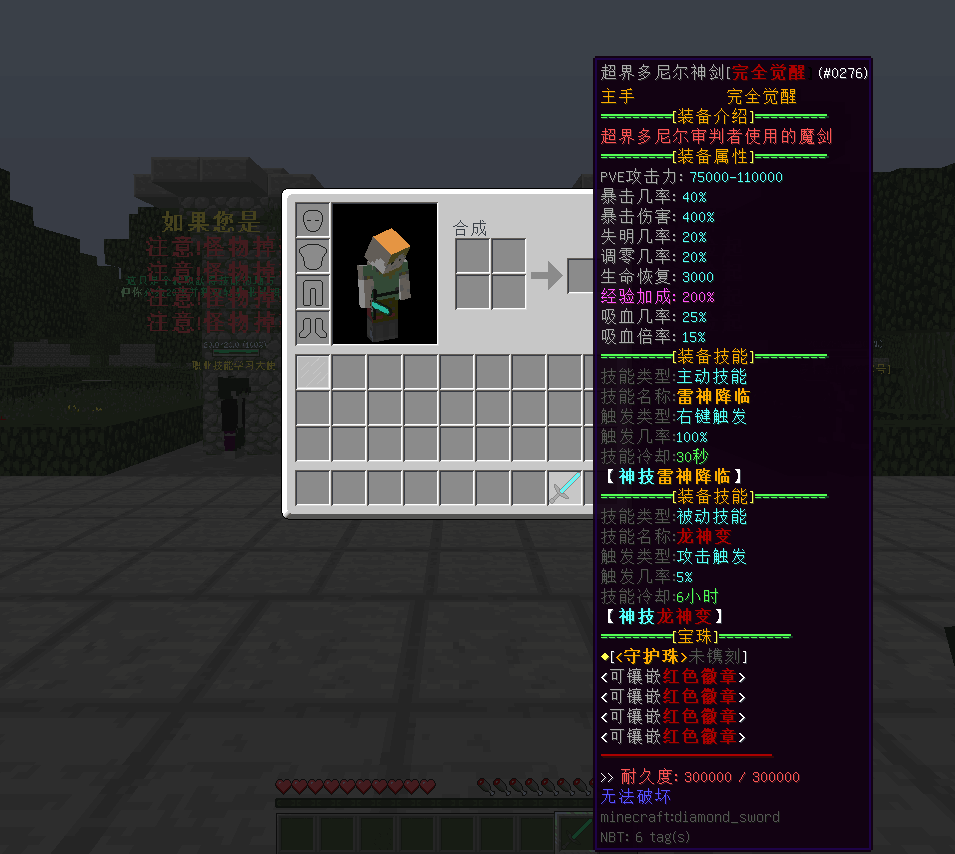 超界多尼尔神剑[完全觉醒 (#0276)
主手 完全觉醒
=========[装备介绍]=========
超界多尼尔审判者使用的魔剑
=========[装备属性]=========
PVE攻击力: 75000-110000
暴击几率: 40%
暴击伤害: 400%
失明几率: 20%
凋零几率: 20%
生命恢复: 3000
经验加成: 200%
吸血几率: 25%
吸血倍率: 15%
=========[装备技能]=========
技能类型:主动技能
技能名称:雷神降临
触发类型:右键触发
触发几率:100%
技能冷却:30秒
【神技雷神降临】
=========[装备技能]=========
技能类型:被动技能
技能名称:龙神变
触发类型:攻击触发
触发几率:5%
技能冷却:6小时
【神技龙神变】
=========[宝珠]=========
◆[<守护珠>未镌刻]
<可镶嵌红色徽章>
<可镶嵌红色徽章>
<可镶嵌红色徽章>
<可镶嵌红色徽章>
>> 耐久度: 300000 / 300000
无法破坏
minecraft:diamond_sword
NBT: 6 tag(s)
合成
如果您是
注意!怪物掉
注意!怪物掉
注意!怪物掉
注意!怪物掉
职业技能学习大使